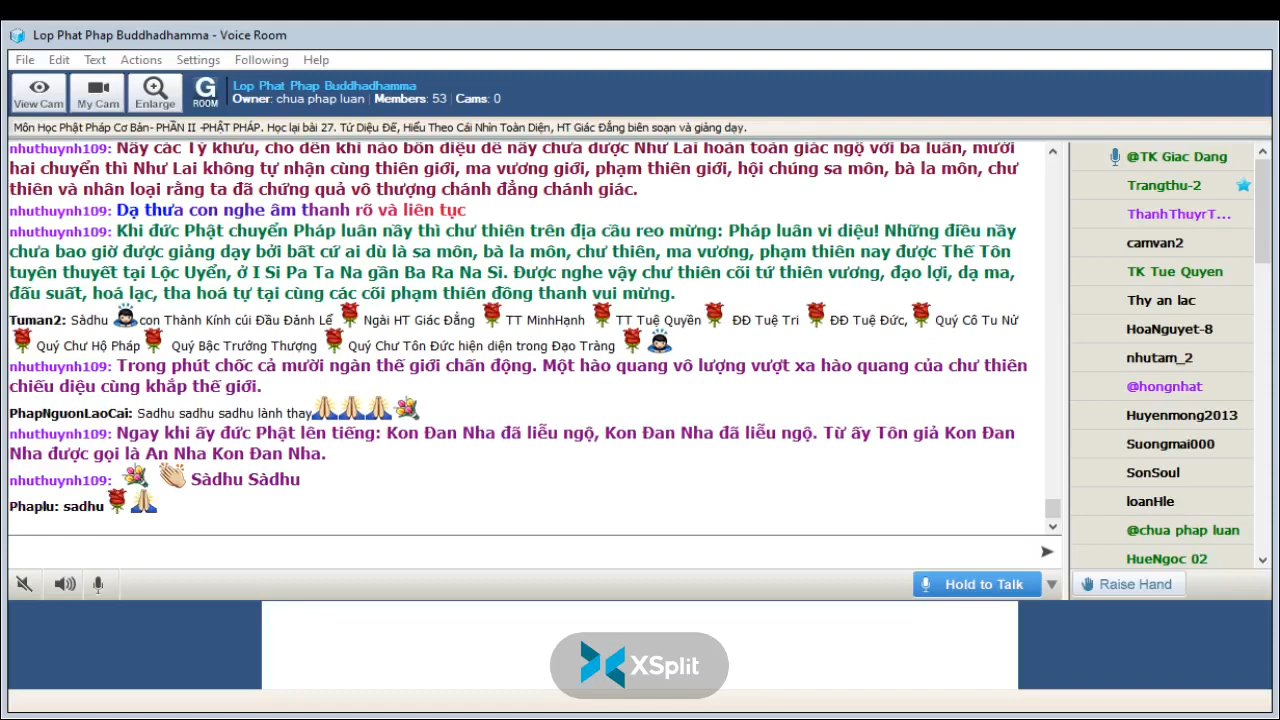 Lop Phat Phap Buddhadhamma - Voice Room
File Edit Text Actions Settings Following Help
View Cam My Cam Enlarge G ROOM
Lop Phat Phap Buddhadhamma
Owner: chua phap luan | Members: 53 | Cams: 0
Môn Học Phật Pháp Cơ Bản- PHẦN II -PHẬT PHÁP. Học lại bài 27. Tứ Diệu Đế, Hiểu Theo Cái Nhìn Toàn Diện, HT Giác Đẳng biên soạn và giảng dạy.
nhuthuynh109: Nầy các Tỳ khưu, cho đến khi nào bốn diệu đế nầy chưa được Như Lai hoàn toàn giác ngộ với ba luân, mười
hai chuyển thì Như Lai không tự nhận cùng thiên giới, ma vương giới, phạm thiên giới, hội chúng sa môn, bà la môn, chư
thiên và nhân loại rằng ta đã chứng quả vô thượng chánh đẳng chánh giác.
nhuthuynh109: Dạ thưa con nghe âm thanh rõ và liên tục
nhuthuynh109: Khi đức Phật chuyển Pháp luân nầy thì chư thiên trên địa cầu reo mừng: Pháp luân vi diệu! Những điều nầy
chưa bao giờ được giảng dạy bởi bất cứ ai dù là sa môn, bà la môn, chư thiên, ma vương, phạm thiên nay được Thế Tôn
tuyên thuyết tại Lộc Uyển, ở I Si Pa Ta Na gần Ba Ra Na Si. Được nghe vậy chư thiên cõi tứ thiên vương, đạo lợi, dạ ma,
đấu suất, hoá lạc, tha hoá tự tại cùng các cõi phạm thiên đồng thanh vui mừng.
Tuman2: Sàdhu con Thành Kính cúi Đầu Đảnh Lễ Ngài HT Giác Đẳng TT MinhHạnh TT Tuệ Quyền ĐĐ Tuệ Tri ĐĐ Tuệ Đức, Quý Cô Tu Nữ
Quý Chư Hộ Pháp Quý Bậc Trưởng Thượng Quý Chư Tôn Đức hiện diện trong Đạo Tràng
nhuthuynh109: Trong phút chốc cả mười ngàn thế giới chấn động. Một hào quang vô lượng vượt xa hào quang của chư thiên
chiếu diệu cùng khắp thế giới.
PhapNguonLaoCai: Sadhu sadhu sadhu lành thay
nhuthuynh109: Ngay khi ấy đức Phật lên tiếng: Kon Đan Nha đã liễu ngộ, Kon Đan Nha đã liễu ngộ. Từ ấy Tôn giả Kon Đan
Nha được gọi là An Nha Kon Đan Nha.
nhuthuynh109: Sàdhu Sàdhu
Phaplu: sadhu
@TK Giac Dang
Trangthu-2
ThanhThuyrT...
camvan2
TK Tue Quyen
Thy an lac
HoaNguyet-8
nhutam_2
@hongnhat
Huyenmong2013
Suongmai000
SonSoul
loanHle
@chua phap luan
HueNgoc 02
Hold to Talk
Raise Hand
XSplit